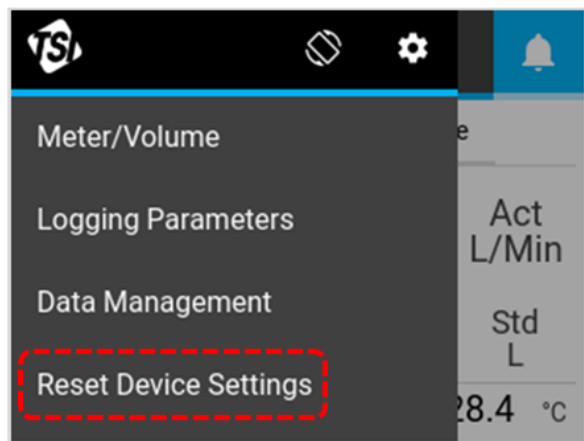 TSI
Meter/Volume
e
Logging Parameters
Act
L/Min
Data Management
Std
L
Reset Device Settings
28.4 °C